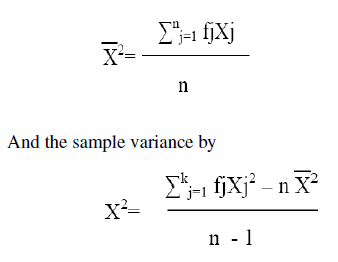 ∑ⁿj=1 fjXj
X̅²=
n
And the sample variance by
∑ᵏj=1 fjXj² – n X̅²
X²=
n - 1